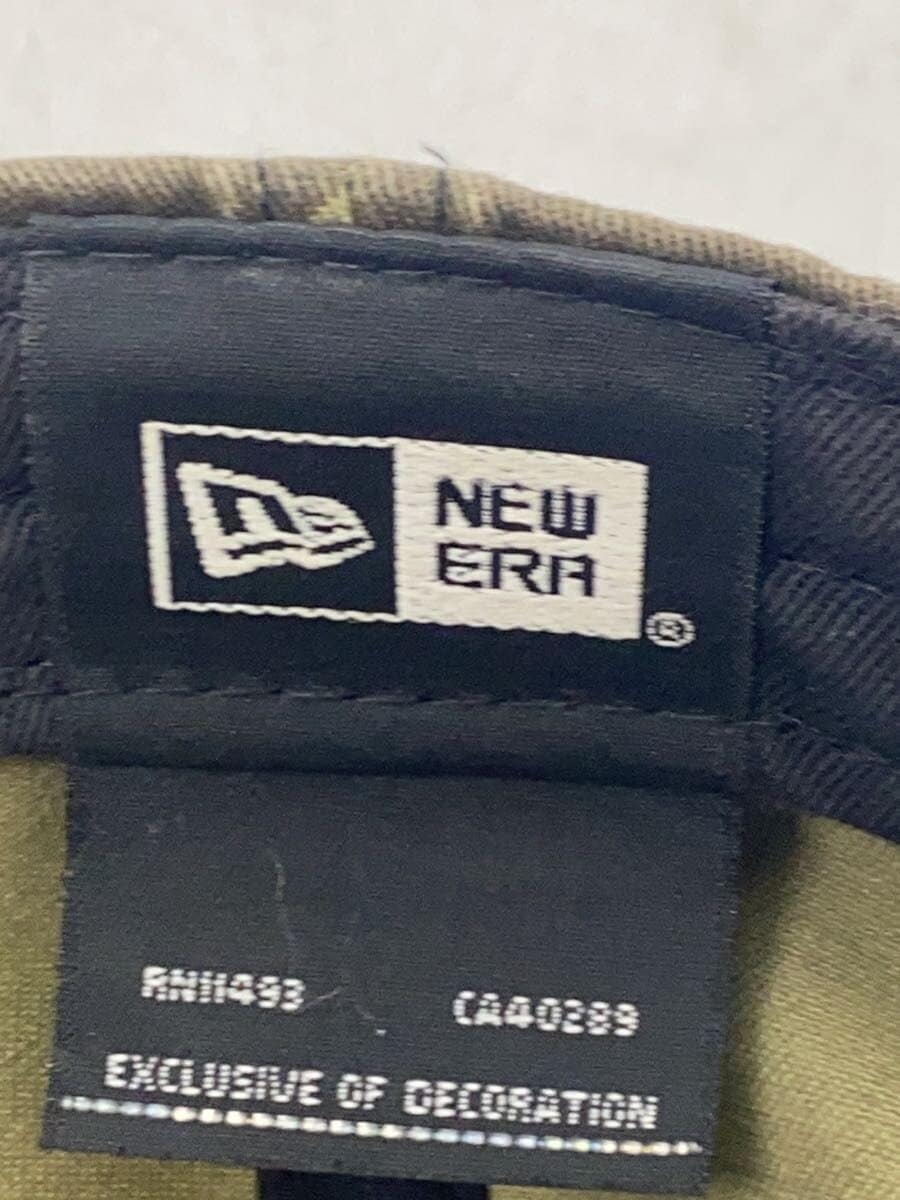 NEW
ERA
®
RN11493 CA40289
EXCLUSIVE OF DECORATION